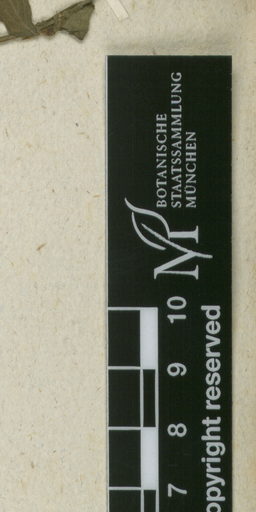 BOTANISCHE
STAATSSAMMLUNG
MÜNCHEN
7 8 9 10
opyright reserved